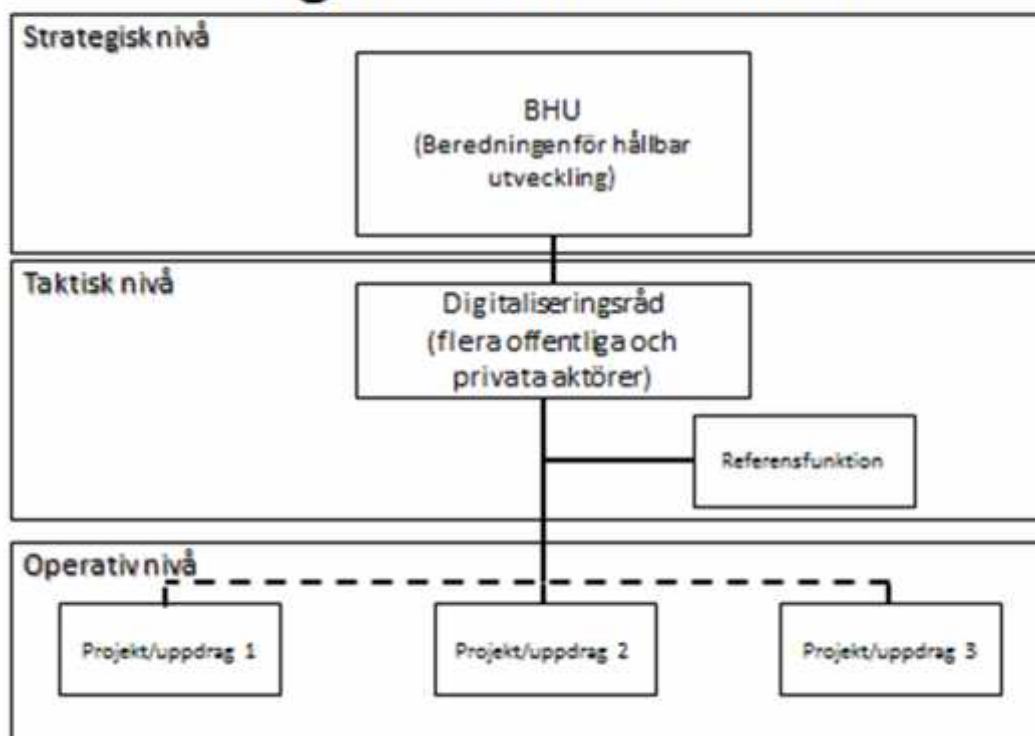 Strategisk nivå
BHU
(Beredningen för hållbar
utveckling)
Taktisk nivå
Digitaliseringsråd
(flera offentliga och
privata aktörer)
Referensfunktion
Operativ nivå
Projekt/uppdrag 1
Projekt/uppdrag 2
Projekt/uppdrag 3